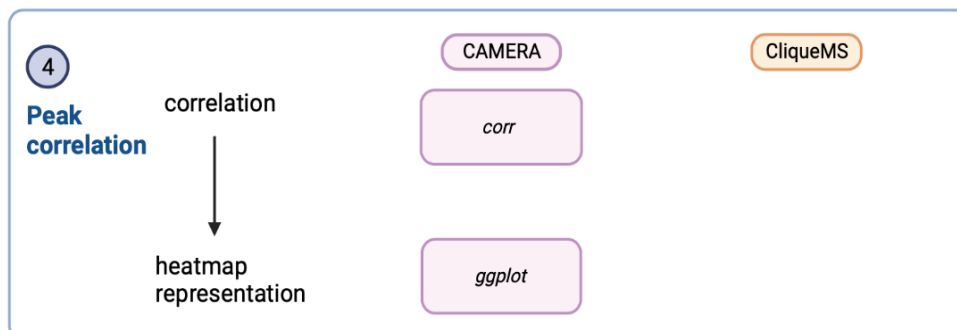 4
Peak
correlation
CAMERA
CliqueMS
correlation
corr
heatmap
representation
ggplot